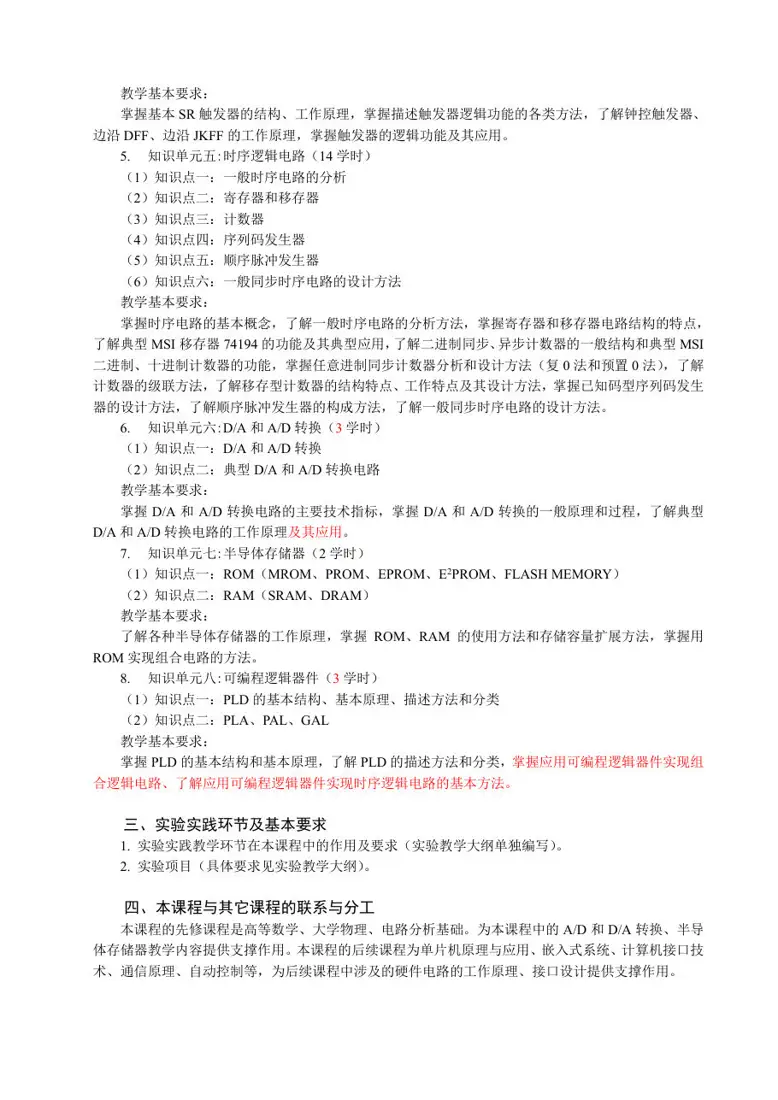 教学基本要求：
掌握基本 SR 触发器的结构、工作原理，掌握描述触发器逻辑功能的各类方法，了解钟控触发器、
边沿 DFF、边沿 JKFF 的工作原理，掌握触发器的逻辑功能及其应用。
5. 知识单元五:时序逻辑电路（14 学时）
（1）知识点一：一般时序电路的分析
（2）知识点二：寄存器和移存器
（3）知识点三：计数器
（4）知识点四：序列码发生器
（5）知识点五：顺序脉冲发生器
（6）知识点六：一般同步时序电路的设计方法
教学基本要求：
掌握时序电路的基本概念，了解一般时序电路的分析方法，掌握寄存器和移存器电路结构的特点，
了解典型 MSI 移存器 74194 的功能及其典型应用，了解二进制同步、异步计数器的一般结构和典型 MSI
二进制、十进制计数器的功能，掌握任意进制同步计数器分析和设计方法（复 0 法和预置 0 法），了解
计数器的级联方法，了解移存型计数器的结构特点、工作特点及其设计方法，掌握已知码型序列码发生
器的设计方法，了解顺序脉冲发生器的构成方法，了解一般同步时序电路的设计方法。
6. 知识单元六:D/A 和 A/D 转换（3 学时）
（1）知识点一：D/A 和 A/D 转换
（2）知识点二：典型 D/A 和 A/D 转换电路
教学基本要求：
掌握 D/A 和 A/D 转换电路的主要技术指标，掌握 D/A 和 A/D 转换的一般原理和过程，了解典型
D/A 和 A/D 转换电路的工作原理及其应用。
7. 知识单元七:半导体存储器（2 学时）
（1）知识点一：ROM（MROM、PROM、EPROM、E²PROM、FLASH MEMORY）
（2）知识点二：RAM（SRAM、DRAM）
教学基本要求：
了解各种半导体存储器的工作原理，掌握 ROM、RAM 的使用方法和存储容量扩展方法，掌握用
ROM 实现组合电路的方法。
8. 知识单元八:可编程逻辑器件（3 学时）
（1）知识点一：PLD 的基本结构、基本原理、描述方法和分类
（2）知识点二：PLA、PAL、GAL
教学基本要求：
掌握 PLD 的基本结构和基本原理，了解 PLD 的描述方法和分类，掌握应用可编程逻辑器件实现组
合逻辑电路、了解应用可编程逻辑器件实现时序逻辑电路的基本方法。
三、实验实践环节及基本要求
1. 实验实践教学环节在本课程中的作用及要求（实验教学大纲单独编写）。
2. 实验项目（具体要求见实验教学大纲）。
四、本课程与其它课程的联系与分工
本课程的先修课程是高等数学、大学物理、电路分析基础。为本课程中的 A/D 和 D/A 转换、半导
体存储器教学内容提供支撑作用。本课程的后续课程为单片机原理与应用、嵌入式系统、计算机接口技
术、通信原理、自动控制等，为后续课程中涉及的硬件电路的工作原理、接口设计提供支撑作用。